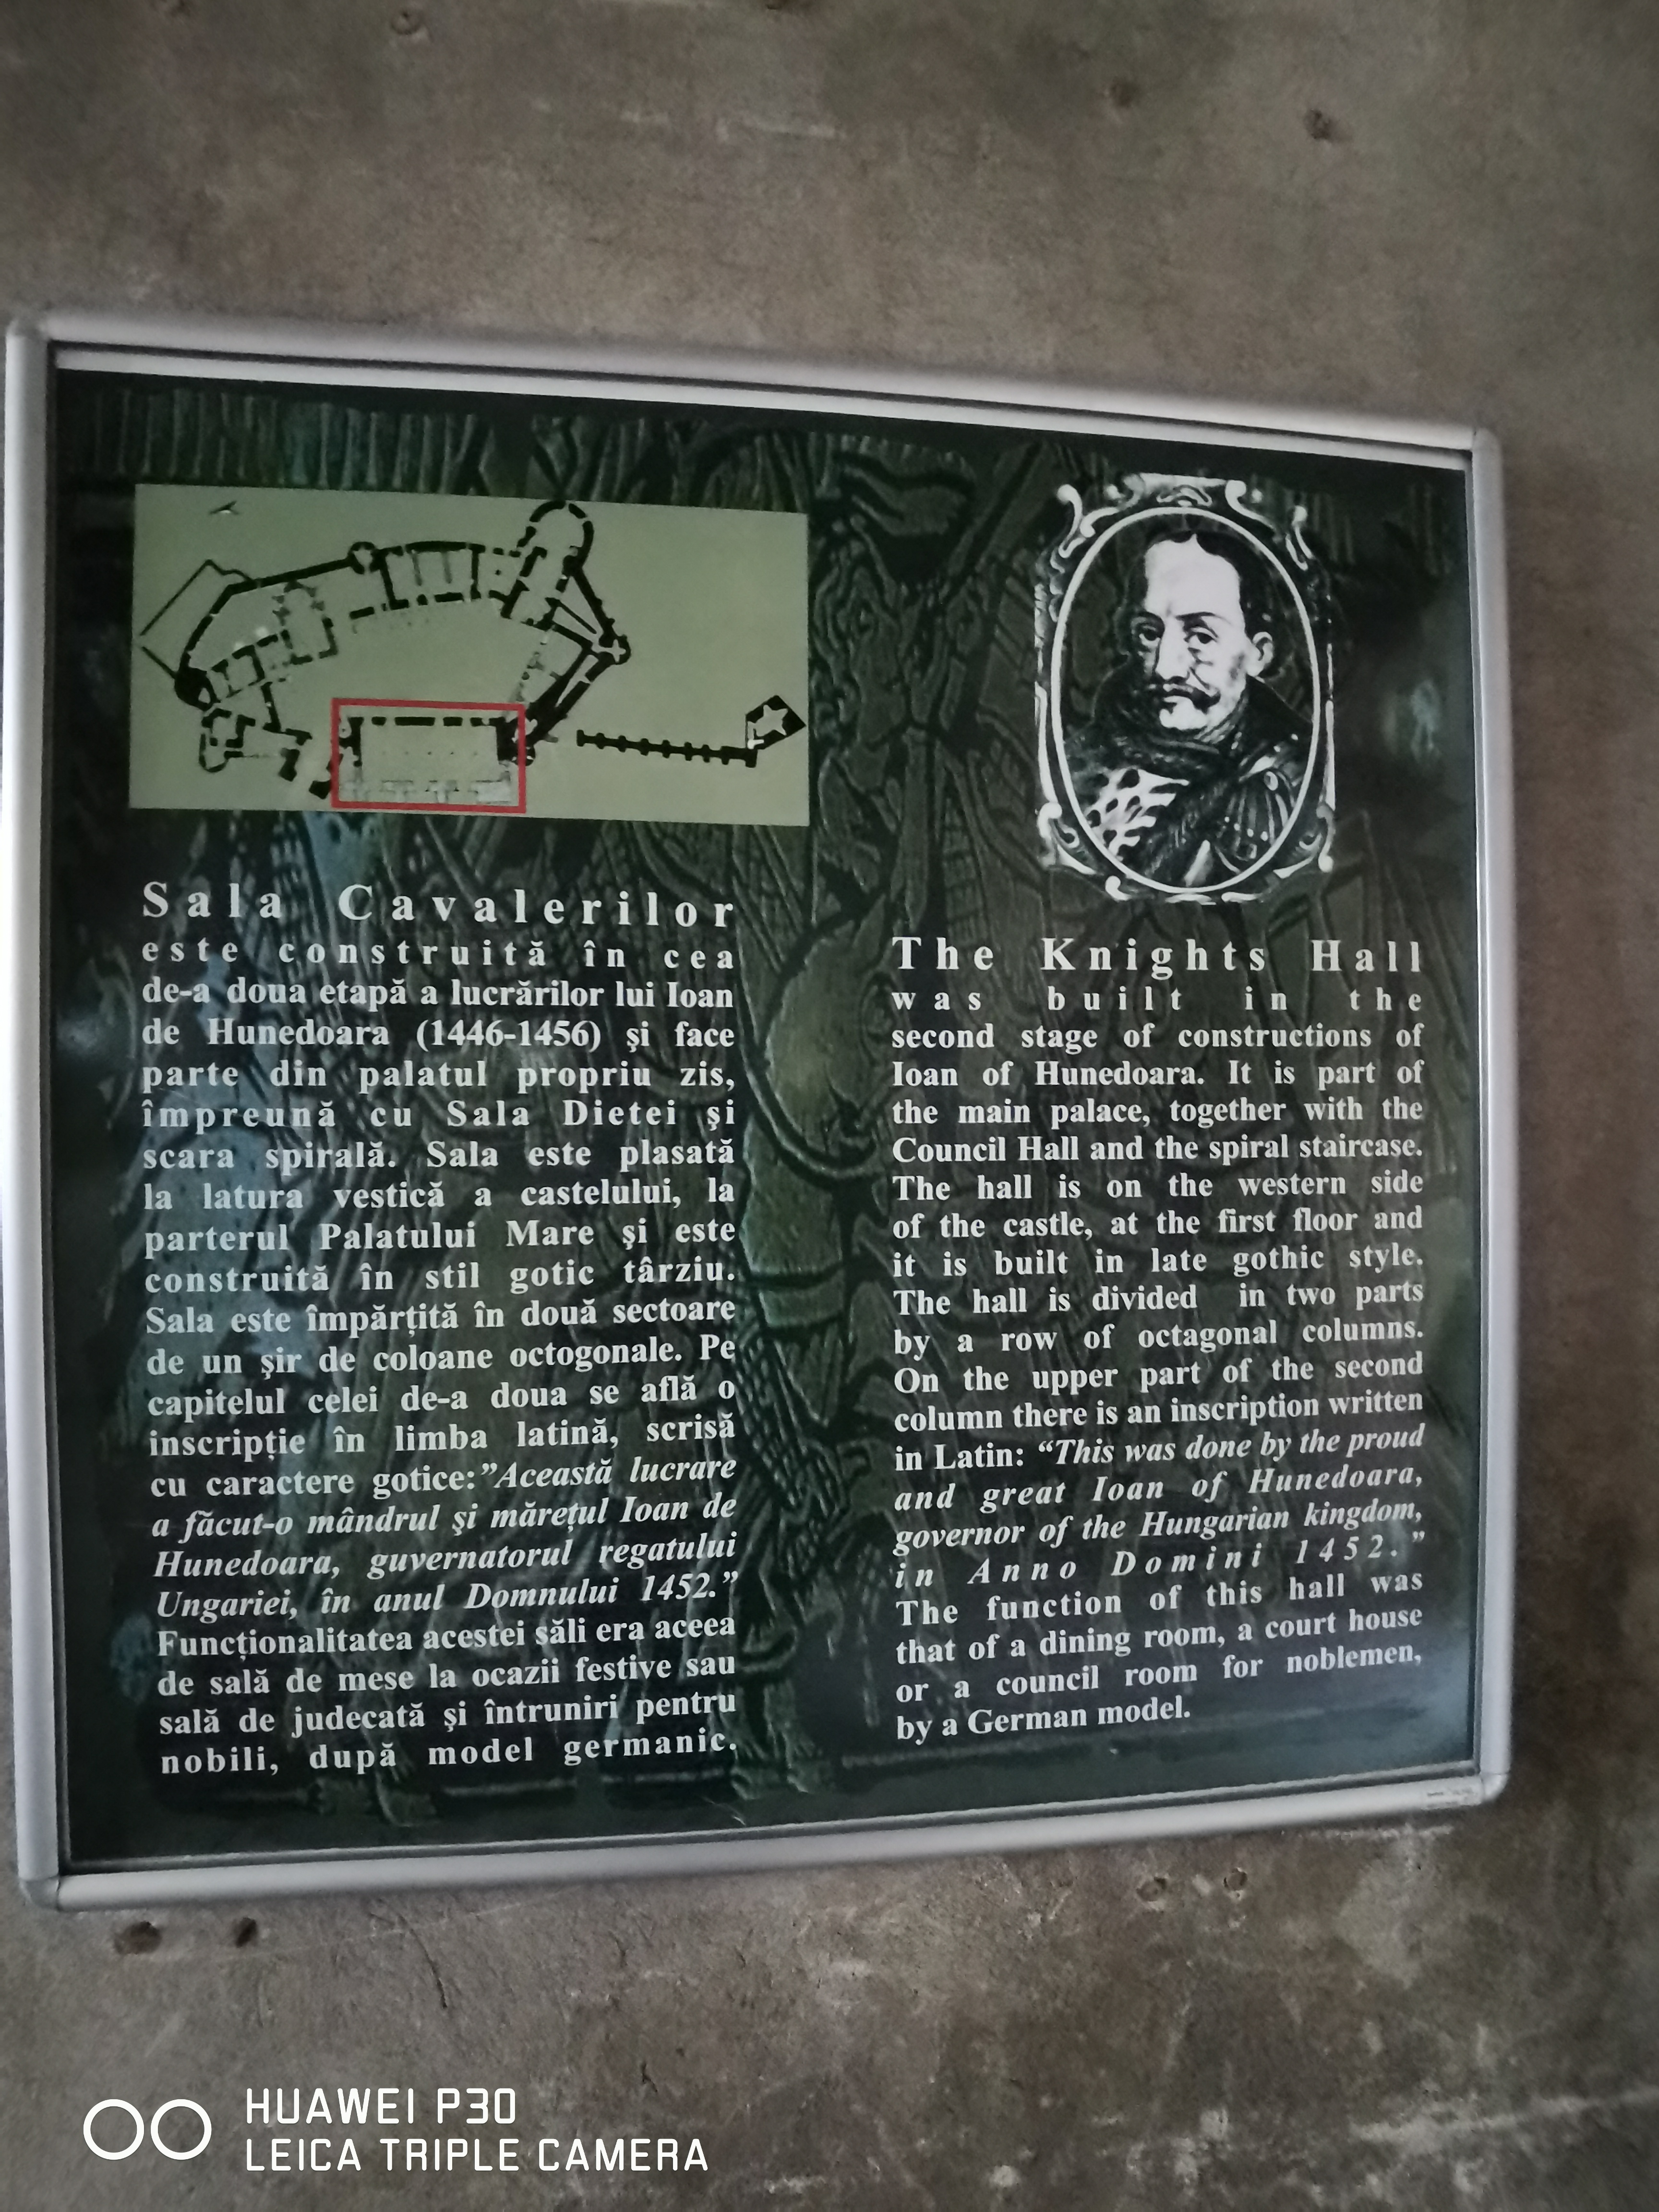 Sala Cavalerilor
este construită în cea
de-a doua etapă a lucrărilor lui Ioan
de Hunedoara (1446-1456) şi face
parte din palatul propriu zis,
împreună cu Sala Dietei şi
scara spirală. Sala este plasată
la latura vestică a castelului, la
parterul Palatului Mare şi este
construită în stil gotic târziu.
Sala este împărţită în două sectoare
de un şir de coloane octogonale. Pe
capitelul celei de-a doua se află o
inscripţie în limba latină, scrisă
cu caractere gotice:”Această lucrare
a făcut-o mândrul şi măreţul Ioan de
Hunedoara, guvernatorul regatului
Ungariei, în anul Domnului 1452.”
Funcţionalitatea acestei săli era aceea
de sală de mese la ocazii festive sau
sală de judecată şi întruniri pentru
nobili, după model germanic.
The Knights Hall
was built in the
second stage of constructions of
Ioan of Hunedoara. It is part of
the main palace, together with the
Council Hall and the spiral staircase.
The hall is on the western side
of the castle, at the first floor and
it is built in late gothic style.
The hall is divided in two parts
by a row of octagonal columns.
On the upper part of the second
column there is an inscription written
in Latin: “This was done by the proud
and great Ioan of Hunedoara,
governor of the Hungarian kingdom,
in Anno Domini 1452.”
The function of this hall was
that of a dining room, a court house
or a council room for noblemen,
by a German model.
HUAWEI P30
LEICA TRIPLE CAMERA